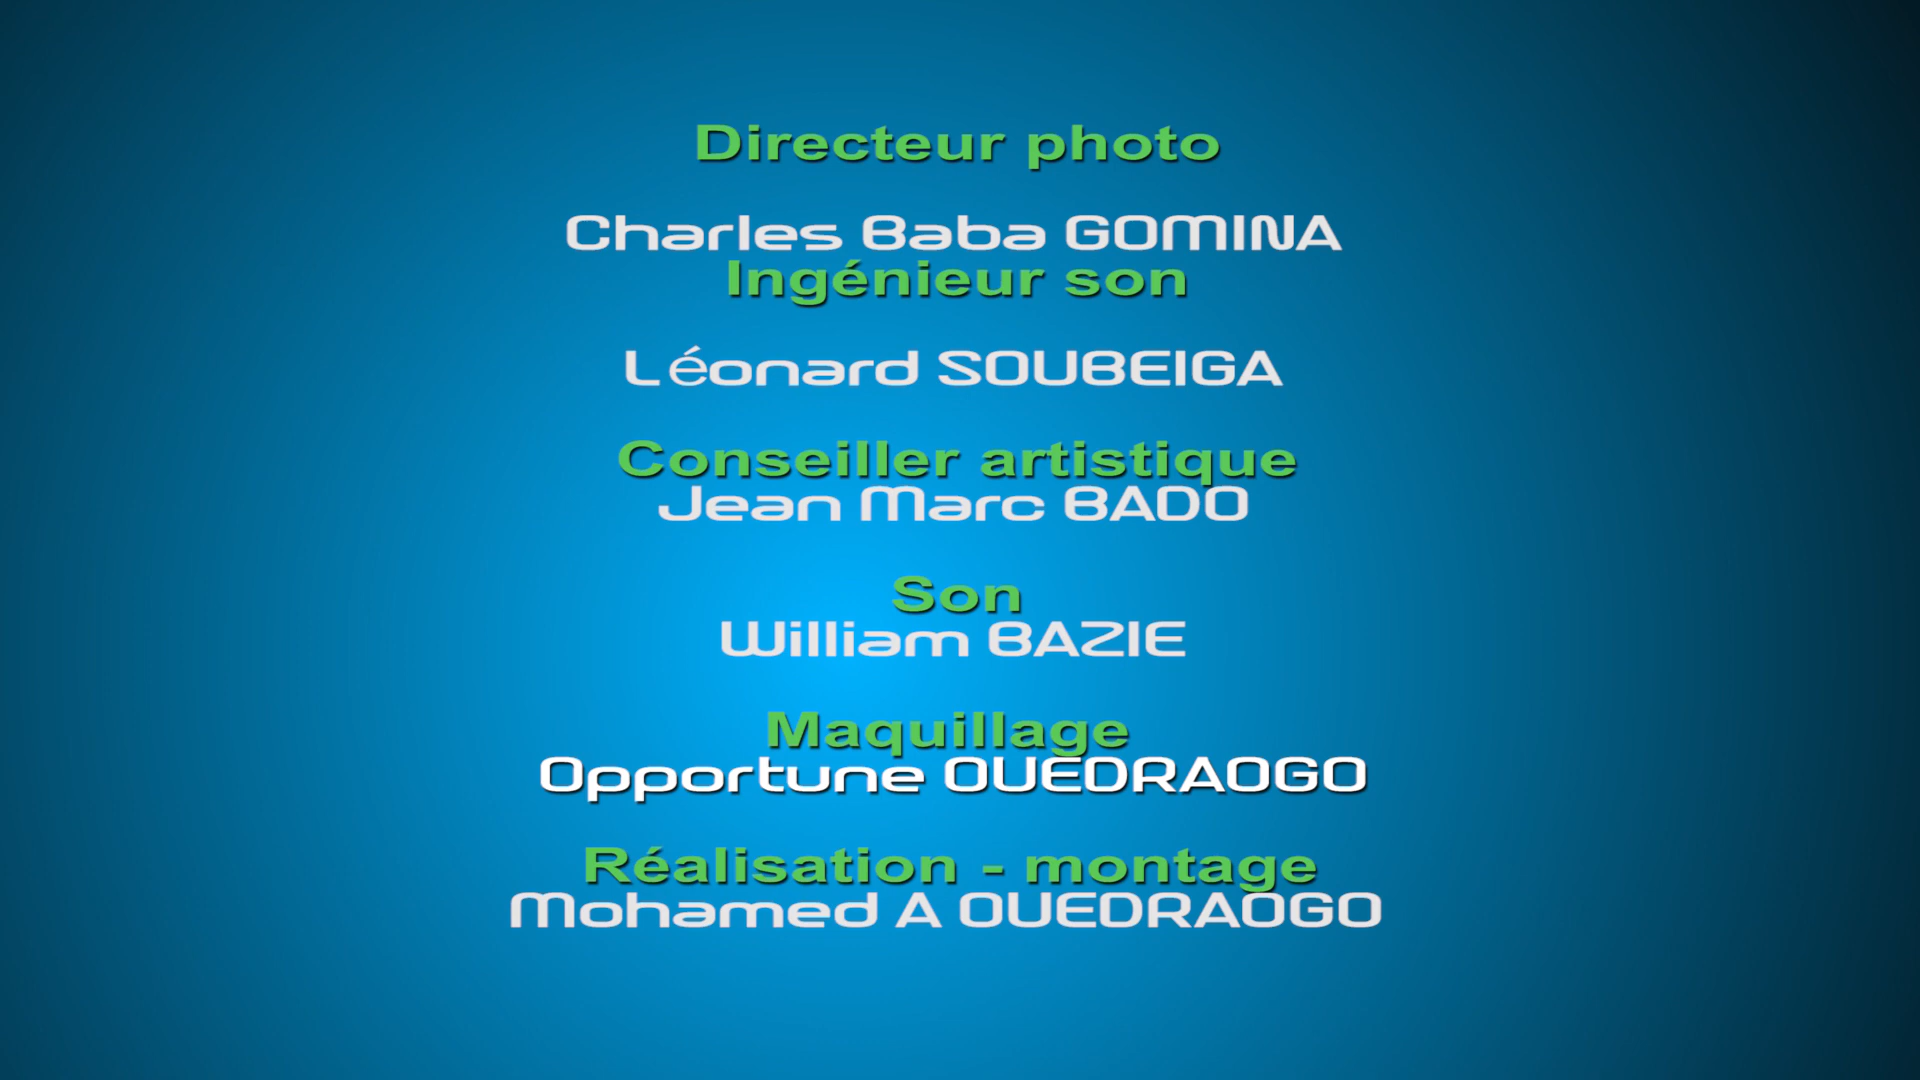 Directeur photo
Charles Baba GOMINA
Ingénieur son
Léonard SOUBEIGA
Conseiller artistique
Jean Marc BADO
Son
William BAZIE
Maquillage
Opportune OUEDRAOGO
Réalisation - montage
Mohamed A OUEDRAOGO